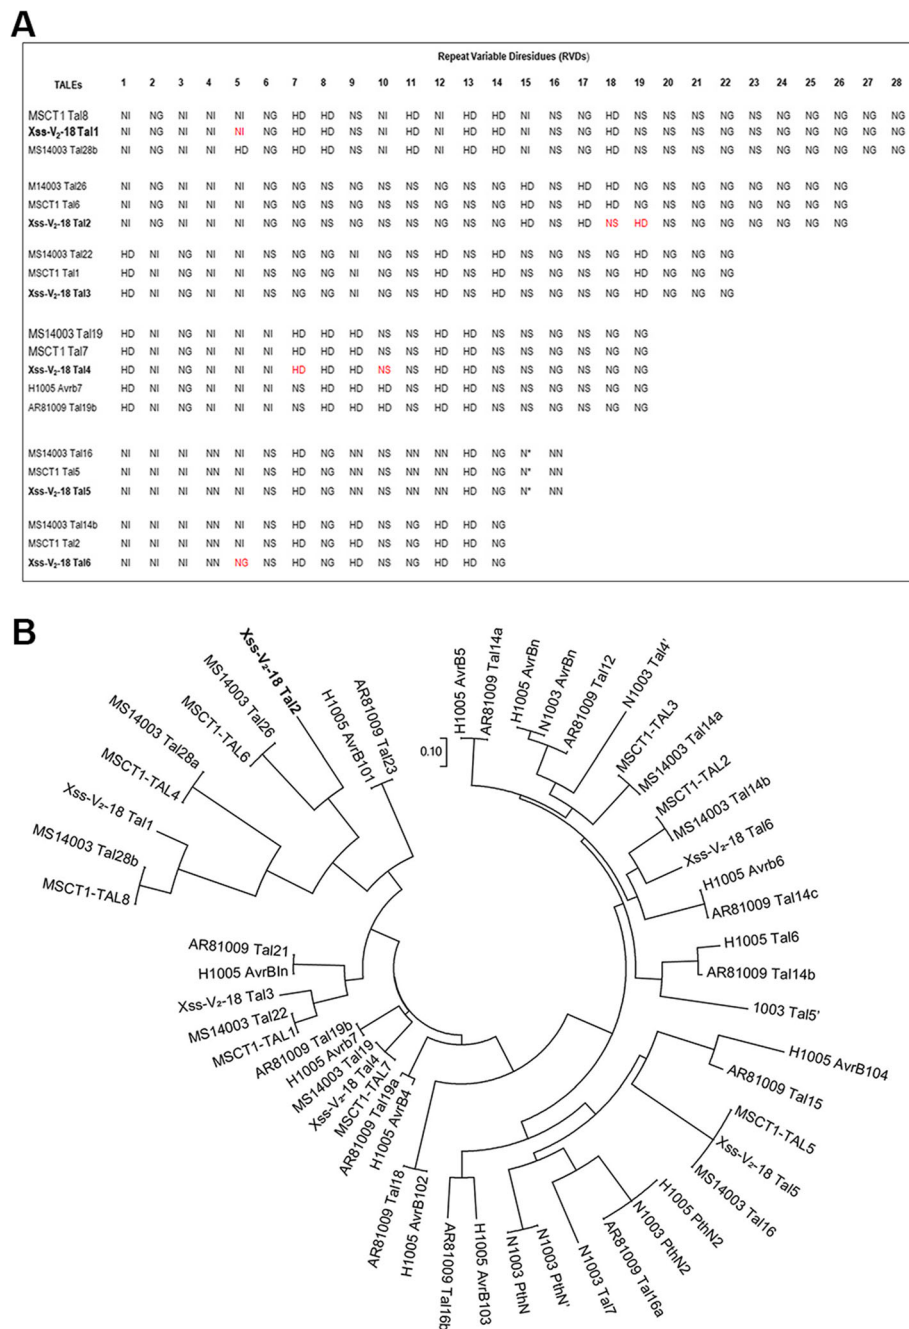 A
Repeat Variable Diresidues (RVDs)
TALEs 1 2 3 4 5 6 7 8 9 10 11 12 13 14 15 16 17 18 19 20 21 22 23 24 25 26 27 28
MSCT1 Tal8 NI NG NI NI NI NG HD HD NS NI HD NI HD HD NI NS NG HD NS NS NS NS NG NG NG NG NG NG
Xss-V₂-18 Tal1 NI NG NI NI NI NG HD HD NS NI HD NI HD HD NI NS NG HD NS NS NS NS NG NG NG NG NG NG
MS14003 Tal28b NI NG NI NI HD NG HD HD NS NI HD NI HD HD NI NS NG HD NS NS NS NS NG NS NG NG NG NG
M14003 Tal26 NI NG NI NI NI NG NG NS NG NS NS NG NS NG HD NS HD HD NG NS NS NG NG NG NG NG
MSCT1 Tal6 NI NG NI NI NI NG NG NS NG NS NS NG NS NG HD NS HD HD NG NS NS NG NG NG NG NG
Xss-V₂-18 Tal2 NI NG NI NI NI NG NG NS NG NS NS NG NS NG HD NS HD NS HD NS NG NG NG NG NG NG
MS14003 Tal22 HD NI NG NI NI NS NG NG NI NG NS HD NS HD NS NG NS NG HD NG NG NG
MSCT1 Tal1 HD NI NG NI NI NS NG NG NI NG NS HD NS HD NS NG NS NG HD NG NG NG
Xss-V₂-18 Tal3 HD NI NG NI NI NS NG NG NI NG NS HD NS HD NS NG NS NG HD NG NG NG
MS14003 Tal19 HD NI NG NI NI NI HD HD HD NS NS HD HD NS NS NG NS NG NG
MSCT1 Tal7 HD NI NG NI NI NI HD HD HD NS NS HD HD NS NS NG NS NG NG
Xss-V₂-18 Tal4 HD NI NG NI NI NI HD HD HD NS NS HD HD NS NS NG NS NG NG
H1005 Avrb7 HD NI NG NI NI NI NS HD HD HD NS HD HD NS NS NG NS NG NG
AR81009 Tal19b HD NI NG NI NI NI NS HD HD HD NS HD HD NS NS NG NS NG NG
MS14003 Tal16 NI NI NI NN NI NS HD NG NN NS NN NN HD NG N* NN
MSCT1 Tal5 NI NI NI NN NI NS HD NG NN NS NN NN HD NG N* NN
Xss-V₂-18 Tal5 NI NI NI NN NI NS HD NG NN NN NN NN HD NG N* NN
MS14003 Tal14b NI NI NI NN NI NS HD NG HD NS NG HD HD NG
MSCT1 Tal2 NI NI NI NN NI NS HD NG HD NS NG HD HD NG
Xss-V₂-18 Tal6 NI NI NI NN NG NS HD NG HD NS NG HD HD NG
B
H1005 AvrB5
AR81009 Tal14a
H1005 AvrBn
N1003 AvrBn
AR81009 Tal12
N1003 Tal4'
MSCT1-TAL3
MS14003 Tal14a
MSCT1-TAL2
MS14003 Tal14b
Xss-V₂-18 Tal6
H1005 Avrb6
AR81009 Tal14c
H1005 Tal6
AR81009 Tal14b
1003 Tal5'
H1005 AvrB104
AR81009 Tal15
MSCT1-TAL5
Xss-V₂-18 Tal5
MS14003 Tal16
H1005 PthN2
N1003 PthN2
AR81009 Tal16a
N1003 Tal7
N1003 PthN'
N1003 PthN
H1005 AvrB103
AR81009 Tal16b
H1005 AvrB102
AR81009 Tal18
H1005 AvrB4
AR81009 Tal19a
MSCT1-TAL7
Xss-V₂-18 Tal4
MS14003 Tal19
H1005 Avrb7
AR81009 Tal19b
MSCT1-TAL1
MS14003 Tal22
Xss-V₂-18 Tal3
H1005 AvrBIn
AR81009 Tal21
MSCT1-TAL8
MS14003 Tal28b
Xss-V₂-18 Tal1
MSCT1-TAL4
MS14003 Tal28a
MSCT1-TAL6
MS14003 Tal26
Xss-V₂-18 Tal2
H1005 AvrB101
AR81009 Tal23
0.10